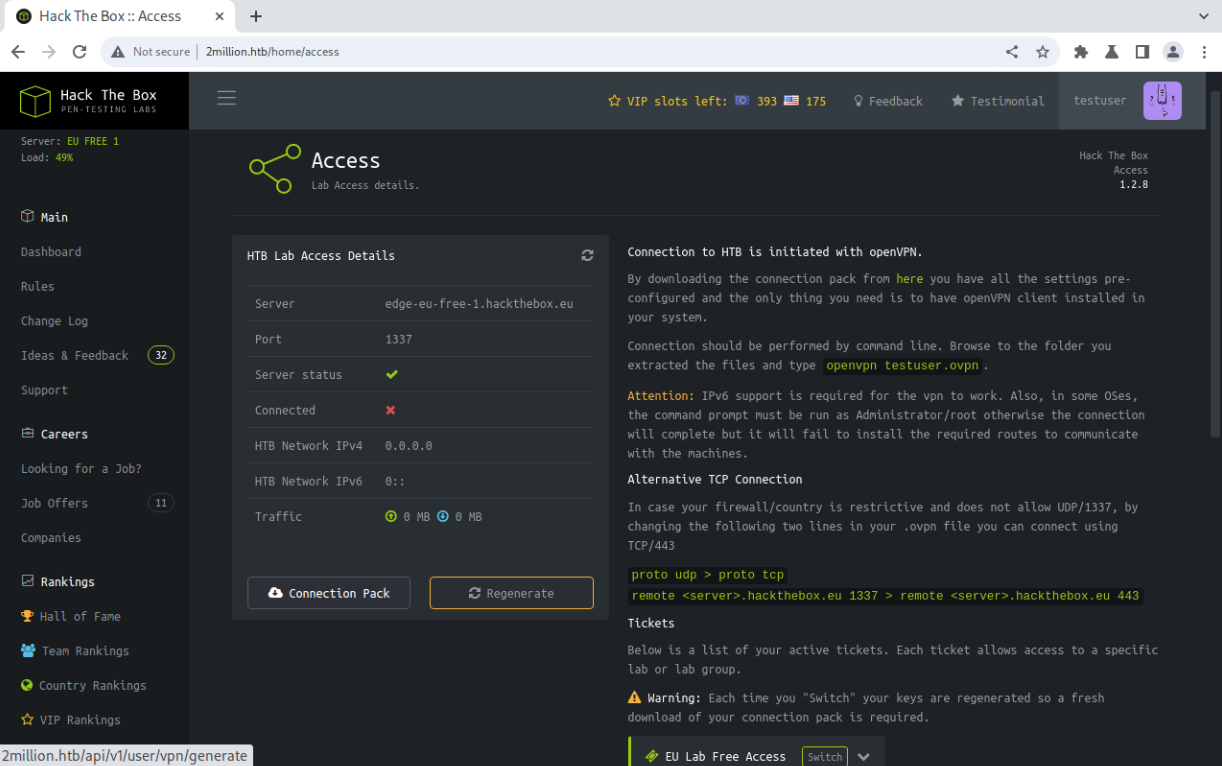 Hack The Box :: Access
Not secure
2million.htb/home/access
Hack The Box
PEN-TESTING LABS
VIP slots left: 393 175
Feedback
Testimonial
testuser
Server: EU FREE 1
Load: 49%
Main
Dashboard
Rules
Change Log
Ideas & Feedback 32
Support
Careers
Looking for a Job?
Job Offers 11
Companies
Rankings
Hall of Fame
Team Rankings
Country Rankings
VIP Rankings
2million.htb/api/v1/user/vpn/generate
Access
Lab Access details.
Hack The Box
Access
1.2.8
HTB Lab Access Details
Server edge-eu-free-1.hackthebox.eu
Port 1337
Server status
Connected
HTB Network IPv4 0.0.0.0
HTB Network IPv6 0::
Traffic 0 MB 0 MB
Connection Pack
Regenerate
Connection to HTB is initiated with openVPN.
By downloading the connection pack from here you have all the settings pre-
configured and the only thing you need is to have openVPN client installed in
your system.
Connection should be performed by command line. Browse to the folder you
extracted the files and type openvpn testuser.ovpn.
Attention: IPv6 support is required for the vpn to work. Also, in some OSes,
the command prompt must be run as Administrator/root otherwise the connection
will complete but it will fail to install the required routes to communicate
with the machines.
Alternative TCP Connection
In case your firewall/country is restrictive and does not allow UDP/1337, by
changing the following two lines in your .ovpn file you can connect using
TCP/443
proto udp > proto tcp
remote <server>.hackthebox.eu 1337 > remote <server>.hackthebox.eu 443
Tickets
Below is a list of your active tickets. Each ticket allows access to a specific
lab or lab group.
Warning: Each time you "Switch" your keys are regenerated so a fresh
download of your connection pack is required.
EU Lab Free Access Switch